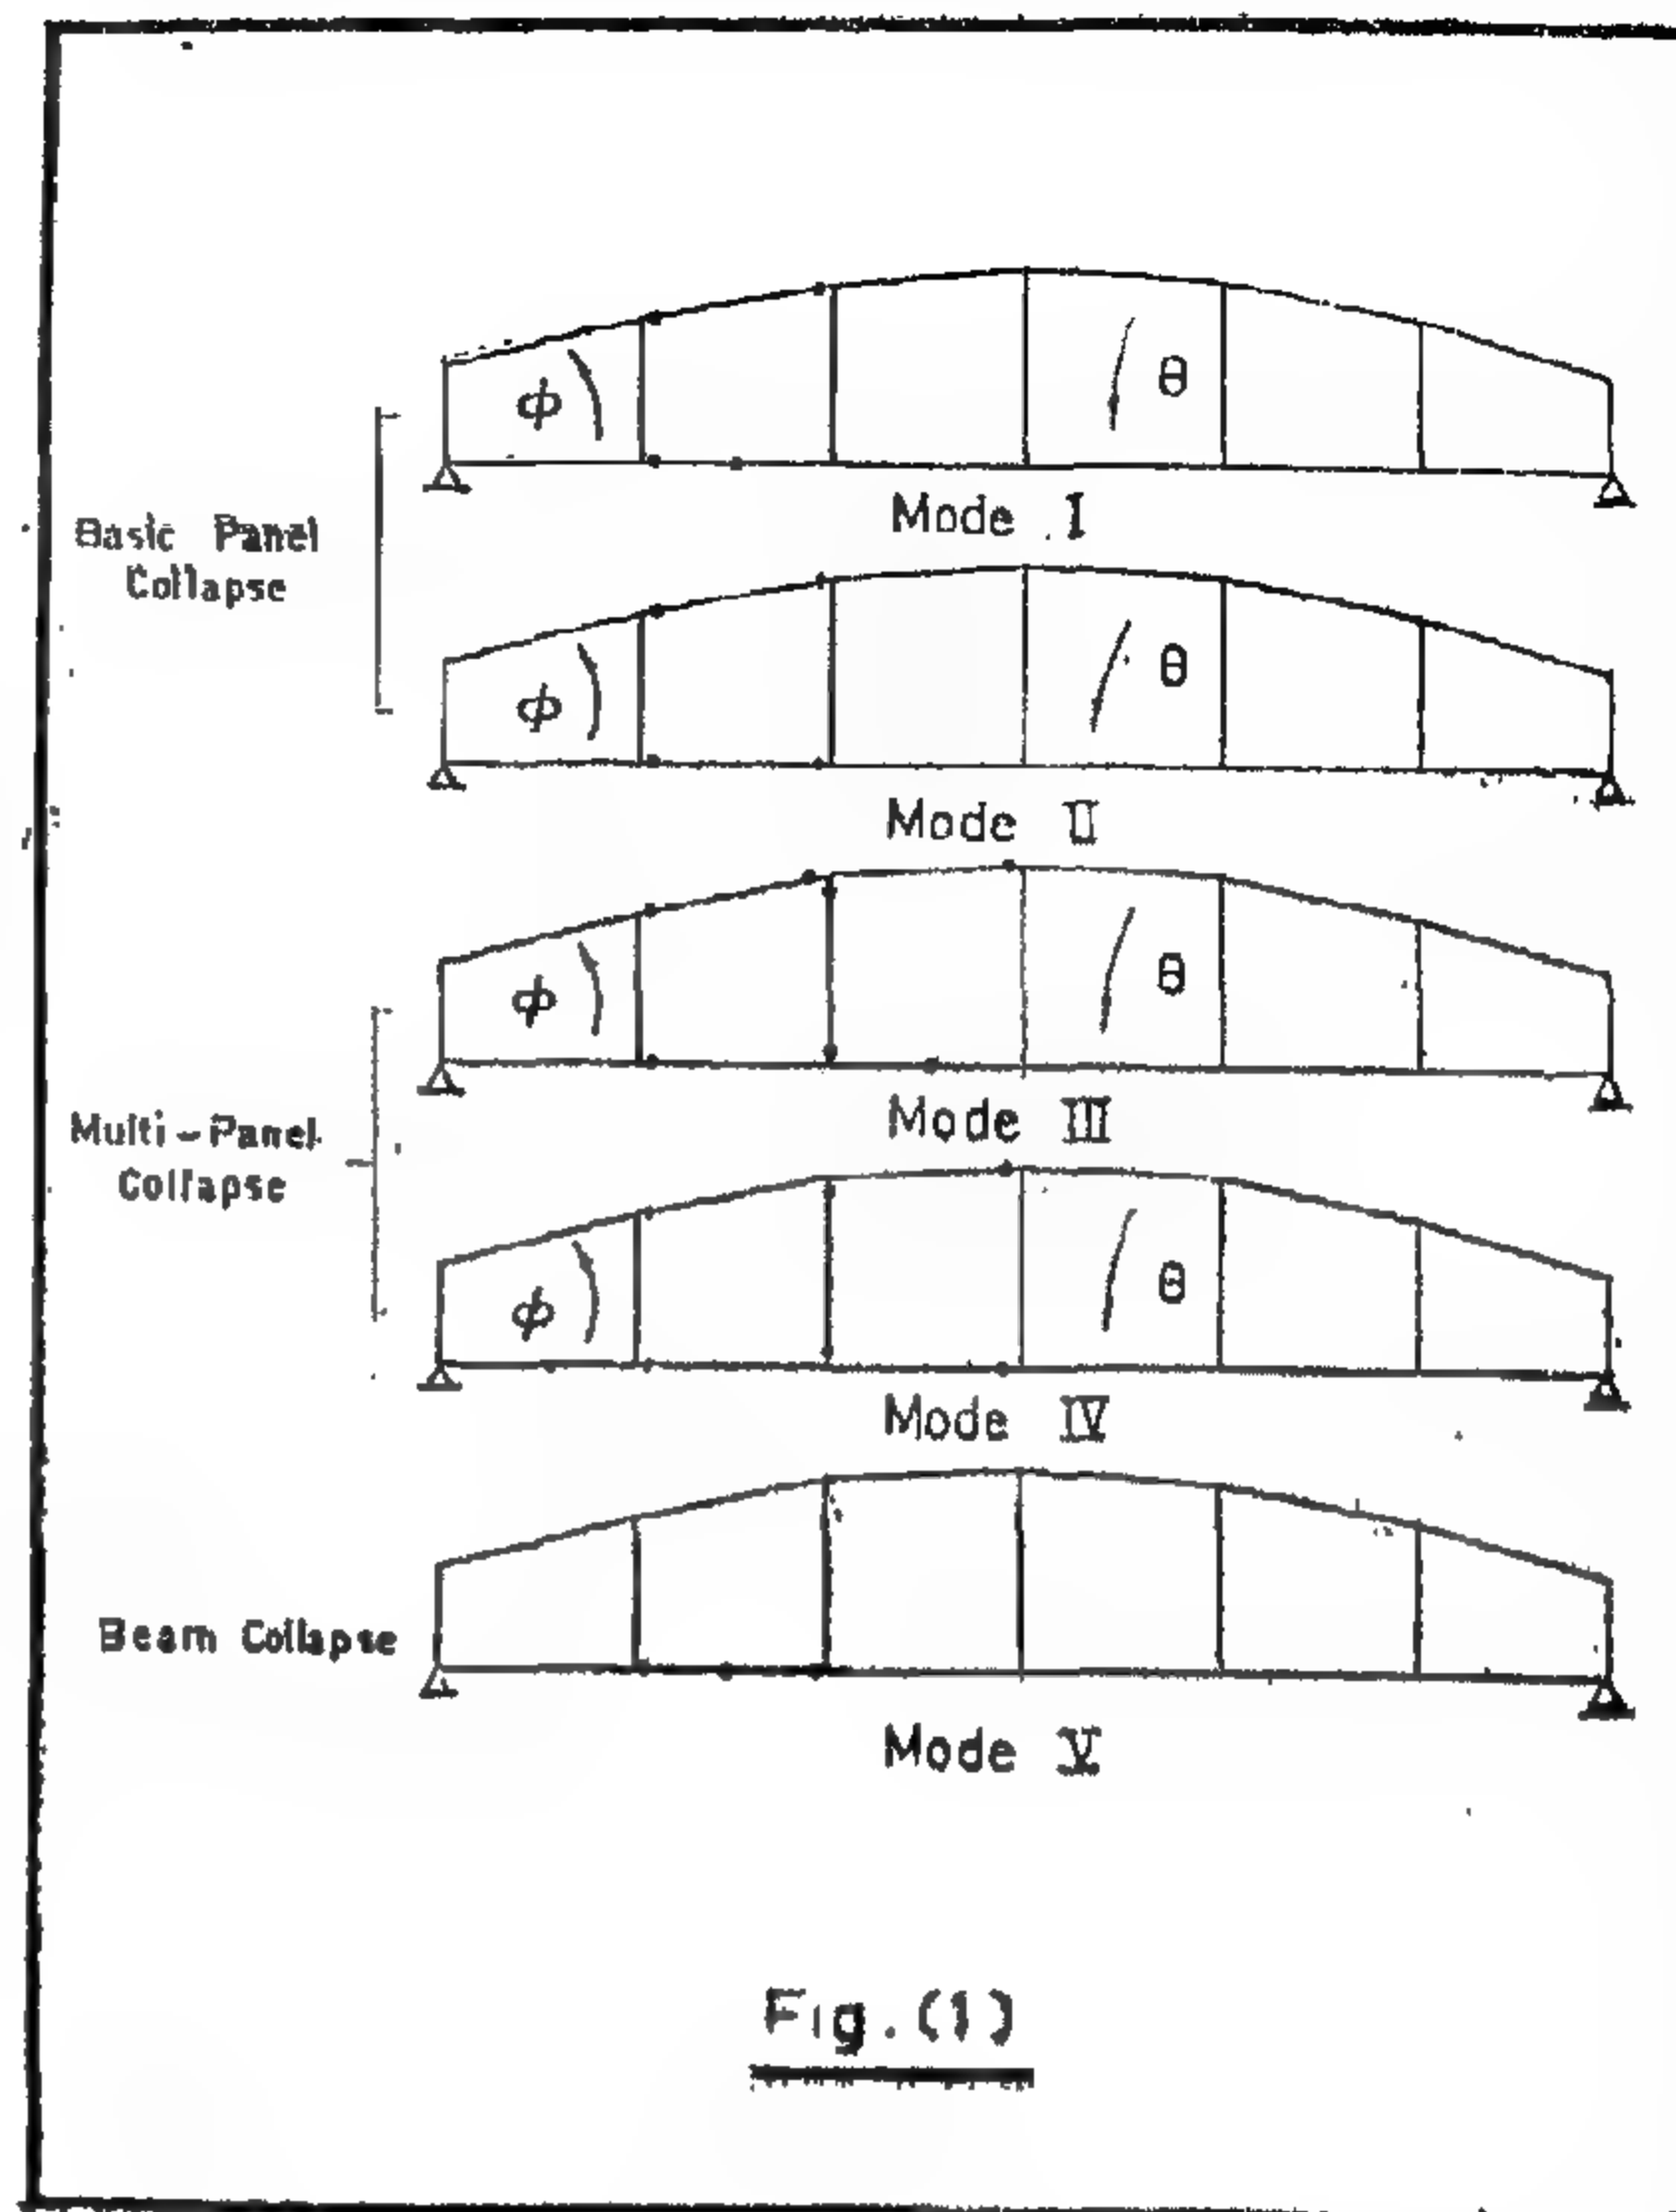 ϕ θ
Mode I
Basic Panel
Collapse
ϕ θ
Mode II
ϕ θ
Mode III
Multi-Panel
Collapse
ϕ θ
Mode IV
Beam Collapse
Mode V
Fig.(1)